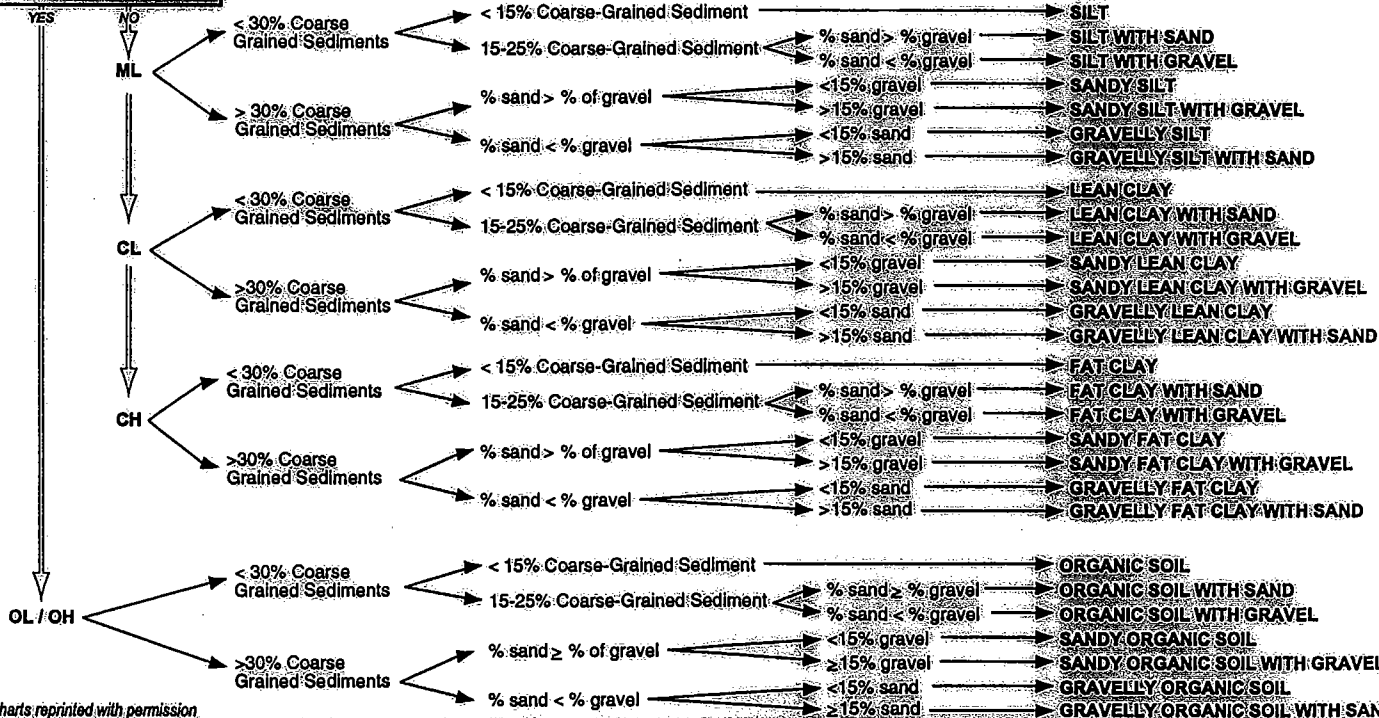 YES NO
< 30% Coarse
Grained Sediments
< 15% Coarse-Grained Sediment
SILT
15-25% Coarse-Grained Sediment
% sand > % gravel
SILT WITH SAND
% sand < % gravel
SILT WITH GRAVEL
ML
> 30% Coarse
Grained Sediments
% sand > % of gravel
<15% gravel
SANDY SILT
>15% gravel
SANDY SILT WITH GRAVEL
% sand < % gravel
<15% sand
GRAVELLY SILT
>15% sand
GRAVELLY SILT WITH SAND
< 30% Coarse
Grained Sediments
< 15% Coarse-Grained Sediment
LEAN CLAY
15-25% Coarse-Grained Sediment
% sand > % gravel
LEAN CLAY WITH SAND
% sand < % gravel
LEAN CLAY WITH GRAVEL
CL
>30% Coarse
Grained Sediments
% sand > % of gravel
<15% gravel
SANDY LEAN CLAY
>15% gravel
SANDY LEAN CLAY WITH GRAVEL
% sand < % gravel
<15% sand
GRAVELLY LEAN CLAY
>15% sand
GRAVELLY LEAN CLAY WITH SAND
< 30% Coarse
Grained Sediments
< 15% Coarse-Grained Sediment
FAT CLAY
15-25% Coarse-Grained Sediment
% sand > % gravel
FAT CLAY WITH SAND
% sand < % gravel
FAT CLAY WITH GRAVEL
CH
>30% Coarse
Grained Sediments
% sand > % of gravel
<15% gravel
SANDY FAT CLAY
>15% gravel
SANDY FAT CLAY WITH GRAVEL
% sand < % gravel
<15% sand
GRAVELLY FAT CLAY
>15% sand
GRAVELLY FAT CLAY WITH SAND
< 30% Coarse
Grained Sediments
< 15% Coarse-Grained Sediment
ORGANIC SOIL
15-25% Coarse-Grained Sediment
% sand ≥ % gravel
ORGANIC SOIL WITH SAND
% sand < % gravel
ORGANIC SOIL WITH GRAVEL
OL / OH
>30% Coarse
Grained Sediments
% sand ≥ % of gravel
<15% gravel
SANDY ORGANIC SOIL
≥15% gravel
SANDY ORGANIC SOIL WITH GRAVEL
% sand < % gravel
<15% sand
GRAVELLY ORGANIC SOIL
≥15% sand
GRAVELLY ORGANIC SOIL WITH SAN
harts reprinted with permission